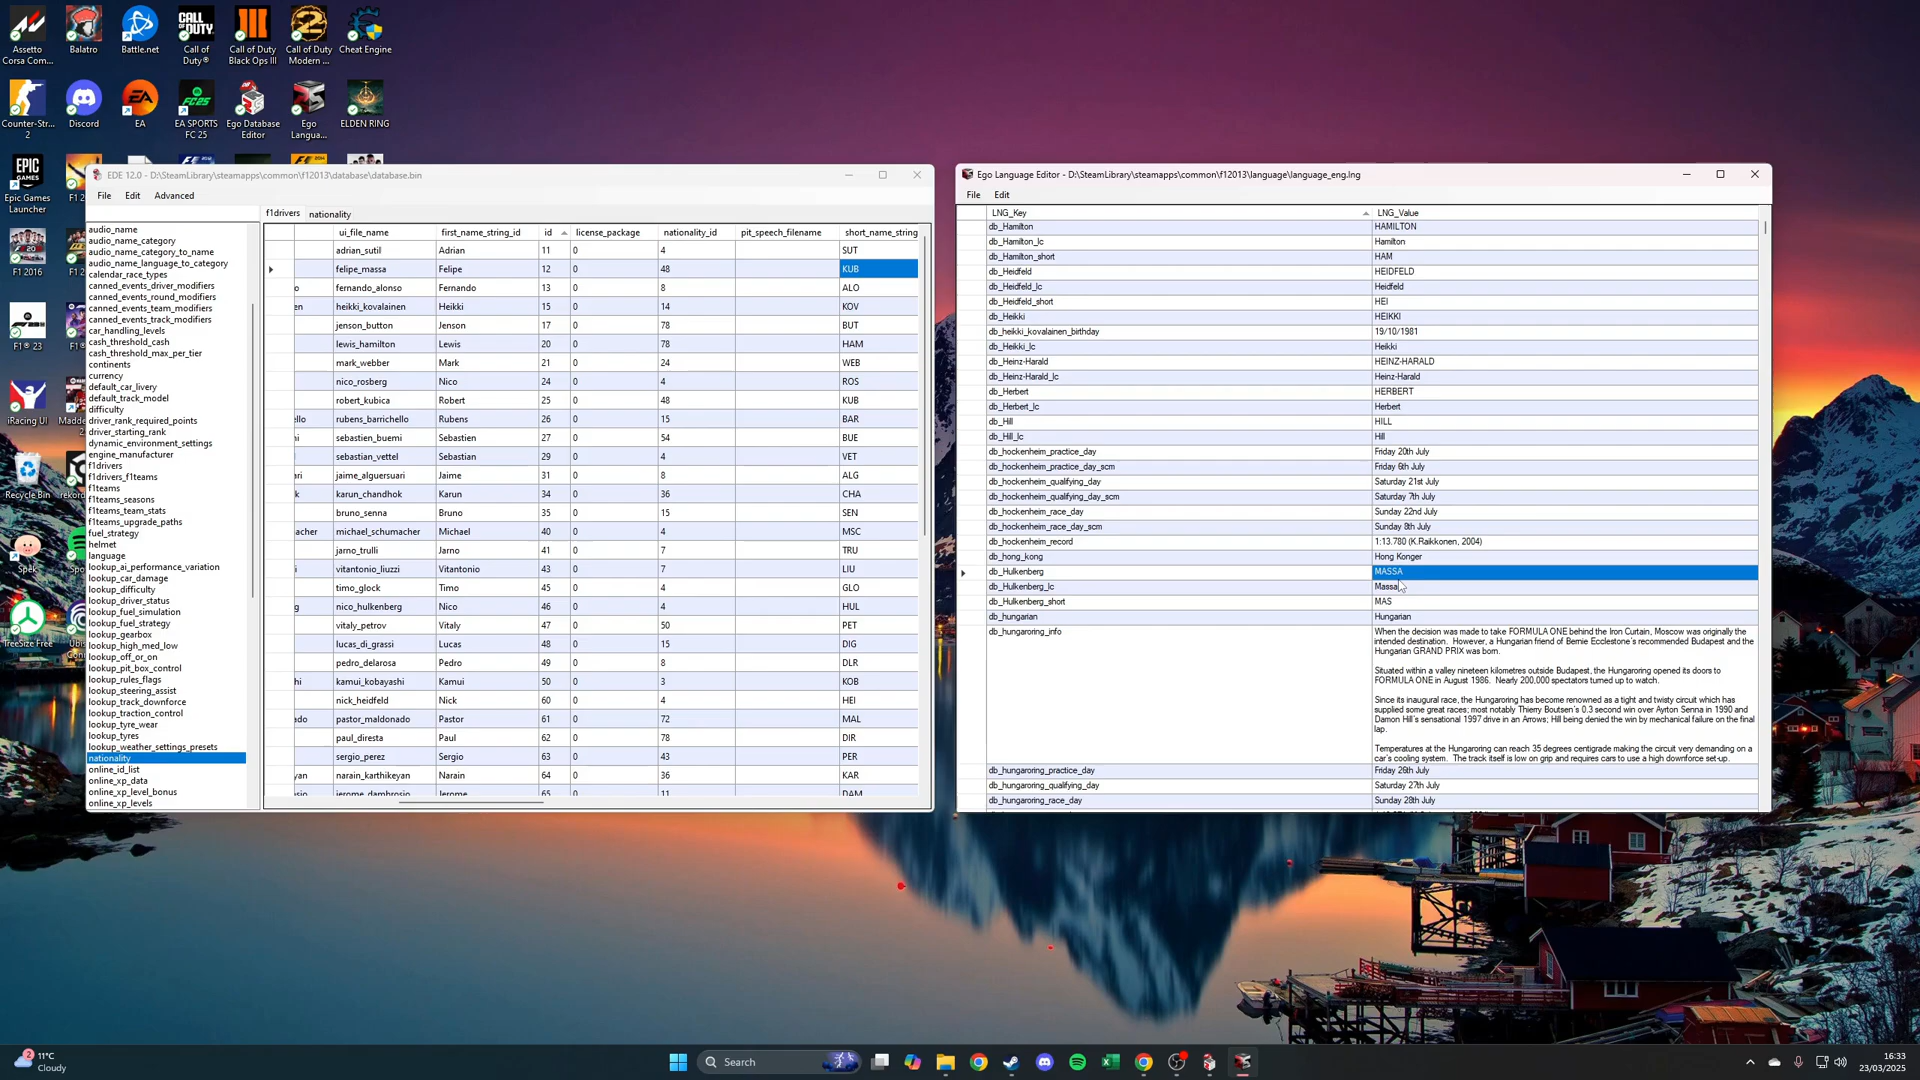 Assetto Corsa Com...
Balatro
Battle.net
Call of Duty®
Call of Duty Black Ops III
Call of Duty Modern ...
Cheat Engine
Counter-Str... 2
Discord
EA
EA SPORTS FC 25
Ego Database Editor
Ego Langua...
ELDEN RING
Epic Games Launcher
F1 2016
F1® 23
iRacing UI
Recycle Bin
Spek
TreeSize Free
EDE 12.0 - D:\SteamLibrary\steamapps\common\f12013\database\database.bin
File Edit Advanced
f1drivers nationality
audio_name
audio_name_category
audio_name_category_to_name
audio_name_language_to_category
calendar_race_types
canned_events_driver_modifiers
canned_events_round_modifiers
canned_events_team_modifiers
canned_events_track_modifiers
car_handling_levels
cash_threshold_cash
cash_threshold_max_per_tier
continents
currency
default_car_livery
default_track_model
difficulty
driver_rank_required_points
driver_starting_rank
dynamic_environment_settings
engine_manufacturer
f1drivers
f1drivers_f1teams
f1teams
f1teams_seasons
f1teams_team_stats
f1teams_upgrade_paths
fuel_strategy
helmet
language
lookup_ai_performance_variation
lookup_car_damage
lookup_difficulty
lookup_driver_status
lookup_fuel_simulation
lookup_fuel_strategy
lookup_gearbox
lookup_high_med_low
lookup_off_or_on
lookup_pit_box_control
lookup_rules_flags
lookup_steering_assist
lookup_track_downforce
lookup_traction_control
lookup_tyre_wear
lookup_tyres
lookup_weather_settings_presets
nationality
online_id_list
online_xp_data
online_xp_level_bonus
online_xp_levels
ui_file_name first_name_string_id id license_package nationality_id pit_speech_filename short_name_string
adrian_sutil Adrian 11 0 4 SUT
felipe_massa Felipe 12 0 48 KUB
o fernando_alonso Fernando 13 0 8 ALO
en heikki_kovalainen Heikki 15 0 14 KOV
jenson_button Jenson 17 0 78 BUT
lewis_hamilton Lewis 20 0 78 HAM
mark_webber Mark 22 0 24 WEB
nico_rosberg Nico 24 0 4 ROS
robert_kubica Robert 25 0 48 KUB
ello rubens_barrichello Rubens 26 0 15 BAR
ni sebastien_buemi Sebastien 27 0 54 BUE
l sebastian_vettel Sebastian 29 0 4 VET
ari jaime_alguersuari Jaime 31 0 8 ALG
k karun_chandhok Karun 34 0 36 CHA
bruno_senna Bruno 35 0 15 SEN
acher michael_schumacher Michael 40 0 4 MSC
jarno_trulli Jarno 41 0 7 TRU
vitantonio_liuzzi Vitantonio 43 0 7 LIU
timo_glock Timo 44 0 4 GLO
g nico_hulkenberg Nico 46 0 4 HUL
vitaly_petrov Vitaly 47 0 50 PET
lucas_di_grassi Lucas 48 0 15 DIG
pedro_delarosa Pedro 49 0 8 DLR
hi kamui_kobayashi Kamui 50 0 3 KOB
nick_heidfeld Nick 60 0 4 HEI
ado pastor_maldonado Pastor 61 0 72 MAL
paul_diresta Paul 62 0 78 DIR
sergio_perez Sergio 63 0 43 PER
yan narain_karthikeyan Narain 64 0 36 KAR
osio jerome_dambrosio Jerome 65 0 11 DAM
Ego Language Editor - D:\SteamLibrary\steamapps\common\f12013\language\language_eng.lng
File Edit
LNG_Key LNG_Value
db_Hamilton HAMILTON
db_Hamilton_lc Hamilton
db_Hamilton_short HAM
db_Heidfeld HEIDFELD
db_Heidfeld_lc Heidfeld
db_Heidfeld_short HEI
db_Heikki HEIKKI
db_heikki_kovalainen_birthday 19/10/1981
db_Heikki_lc Heikki
db_Heinz-Harald HEINZ-HARALD
db_Heinz-Harald_lc Heinz-Harald
db_Herbert HERBERT
db_Herbert_lc Herbert
db_Hill HILL
db_Hill_lc Hill
db_hockenheim_practice_day Friday 20th July
db_hockenheim_practice_day_scm Friday 6th July
db_hockenheim_qualifying_day Saturday 21st July
db_hockenheim_qualifying_day_scm Saturday 7th July
db_hockenheim_race_day Sunday 22nd July
db_hockenheim_race_day_scm Sunday 8th July
db_hockenheim_record 1:13.780 (K.Raikkonen, 2004)
db_hong_kong Hong Konger
db_Hulkenberg MASSA
db_Hulkenberg_lc Massa
db_Hulkenberg_short MAS
db_hungarian Hungarian
db_hungaroring_info When the decision was made to take FORMULA ONE behind the Iron Curtain, Moscow was originally the
intended destination. However, a Hungarian friend of Bernie Ecclestone's recommended Budapest and the
Hungarian GRAND PRIX was born.
Situated within a valley nineteen kilometres outside Budapest, the Hungaroring opened its doors to
FORMULA ONE in August 1986. Nearly 200,000 spectators turned up to watch.
Since its inaugural race, the Hungaroring has become renowned as a tight and twisty circuit which has
supplied some great races; most notably Thierry Boutsen's 0.3 second win over Ayrton Senna in 1990 and
Damon Hill's sensational 1997 drive in an Arrows; Hill being denied the win by mechanical failure on the final
lap.
Temperatures at the Hungaroring can reach 35 degrees centigrade making the circuit very demanding on a
car's cooling system. The track itself is low on grip and requires cars to use a high downforce set-up.
db_hungaroring_practice_day Friday 26th July
db_hungaroring_qualifying_day Saturday 27th July
db_hungaroring_race_day Sunday 28th July
11°C
Cloudy
Search
16:33
23/03/2025